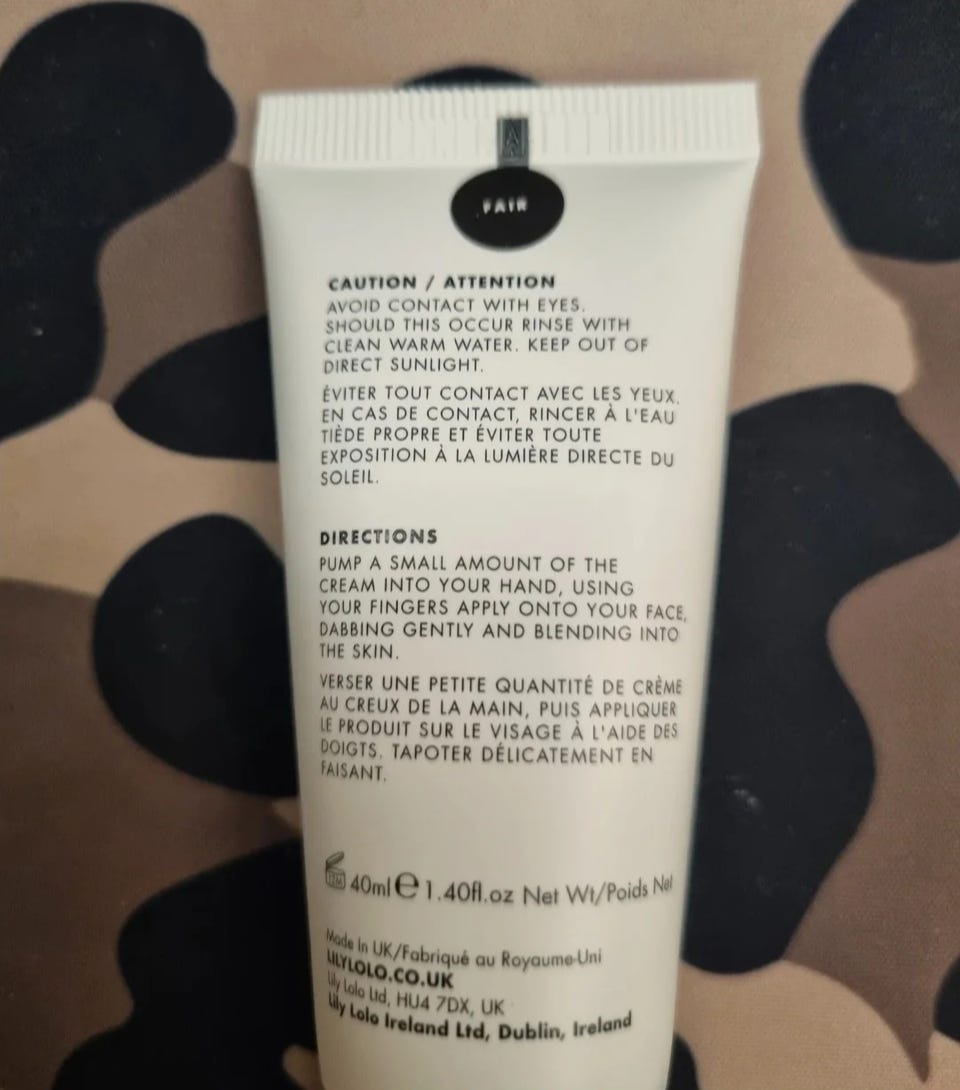 FAIR
CAUTION / ATTENTION
AVOID CONTACT WITH EYES.
SHOULD THIS OCCUR RINSE WITH
CLEAN WARM WATER. KEEP OUT OF
DIRECT SUNLIGHT.
ÉVITER TOUT CONTACT AVEC LES YEUX.
EN CAS DE CONTACT, RINCER À L'EAU
TIÈDE PROPRE ET ÉVITER TOUTE
EXPOSITION À LA LUMIÈRE DIRECTE DU
SOLEIL.
DIRECTIONS
PUMP A SMALL AMOUNT OF THE
CREAM INTO YOUR HAND, USING
YOUR FINGERS APPLY ONTO YOUR FACE,
DABBING GENTLY AND BLENDING INTO
THE SKIN.
VERSER UNE PETITE QUANTITÉ DE CRÈME
AU CREUX DE LA MAIN, PUIS APPLIQUER
LE PRODUIT SUR LE VISAGE À L'AIDE DES
DOIGTS. TAPOTER DÉLICATEMENT EN
FAISANT.
12M 40ml e 1.40fl.oz Net Wt/Poids Net
Made in UK/Fabriqué au Royaume-Uni
LILYLOLO.CO.UK
Lily Lolo Ltd, HU4 7DX, UK
Lily Lolo Ireland Ltd, Dublin, Ireland